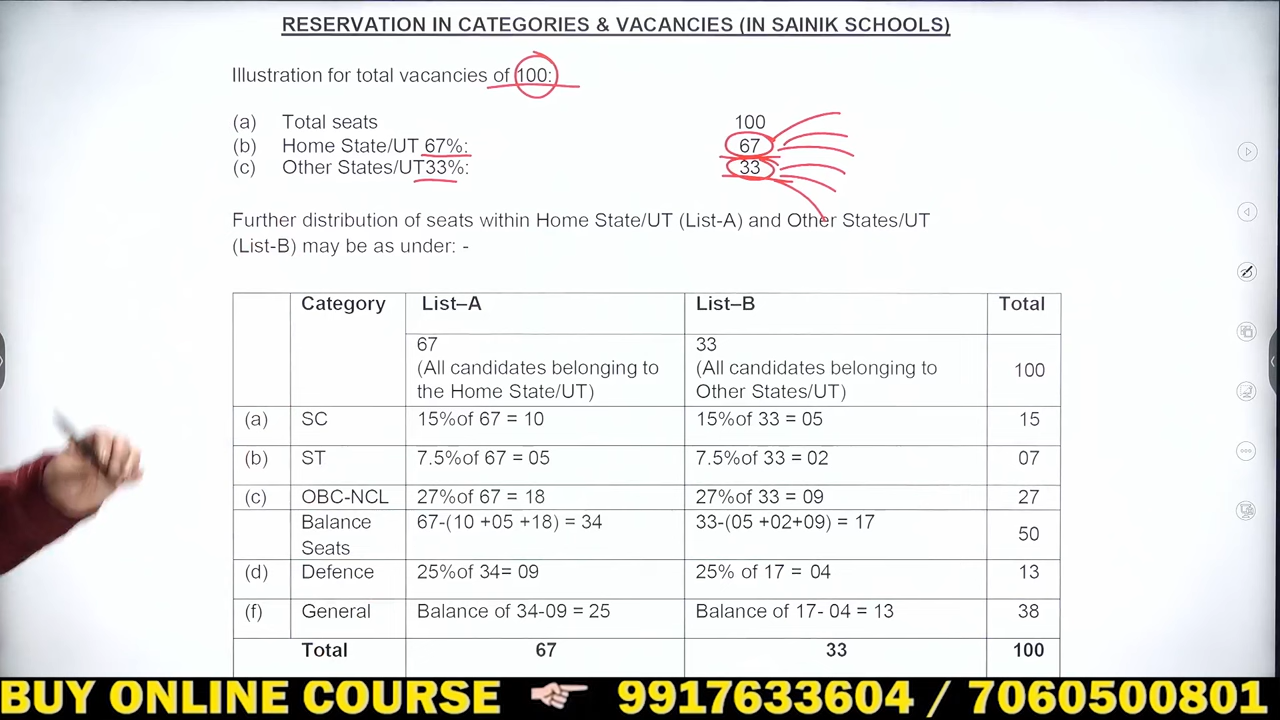 RESERVATION IN CATEGORIES & VACANCIES (IN SAINIK SCHOOLS)
Illustration for total vacancies of 100:
(a) Total seats 100
(b) Home State/UT 67%: 67
(c) Other States/UT33%: 33
Further distribution of seats within Home State/UT (List-A) and Other States/UT
(List-B) may be as under: -
Category List–A List–B Total
67 33
(All candidates belonging to (All candidates belonging to 100
the Home State/UT) Other States/UT)
(a) SC 15%of 67 = 10 15%of 33 = 05 15
(b) ST 7.5%of 67 = 05 7.5%of 33 = 02 07
(c) OBC-NCL 27%of 67 = 18 27%of 33 = 09 27
Balance 67-(10 +05 +18) = 34 33-(05 +02+09) = 17 50
Seats
(d) Defence 25%of 34= 09 25% of 17 = 04 13
(f) General Balance of 34-09 = 25 Balance of 17- 04 = 13 38
Total 67 33 100
BUY ONLINE COURSE 9917633604 / 7060500801